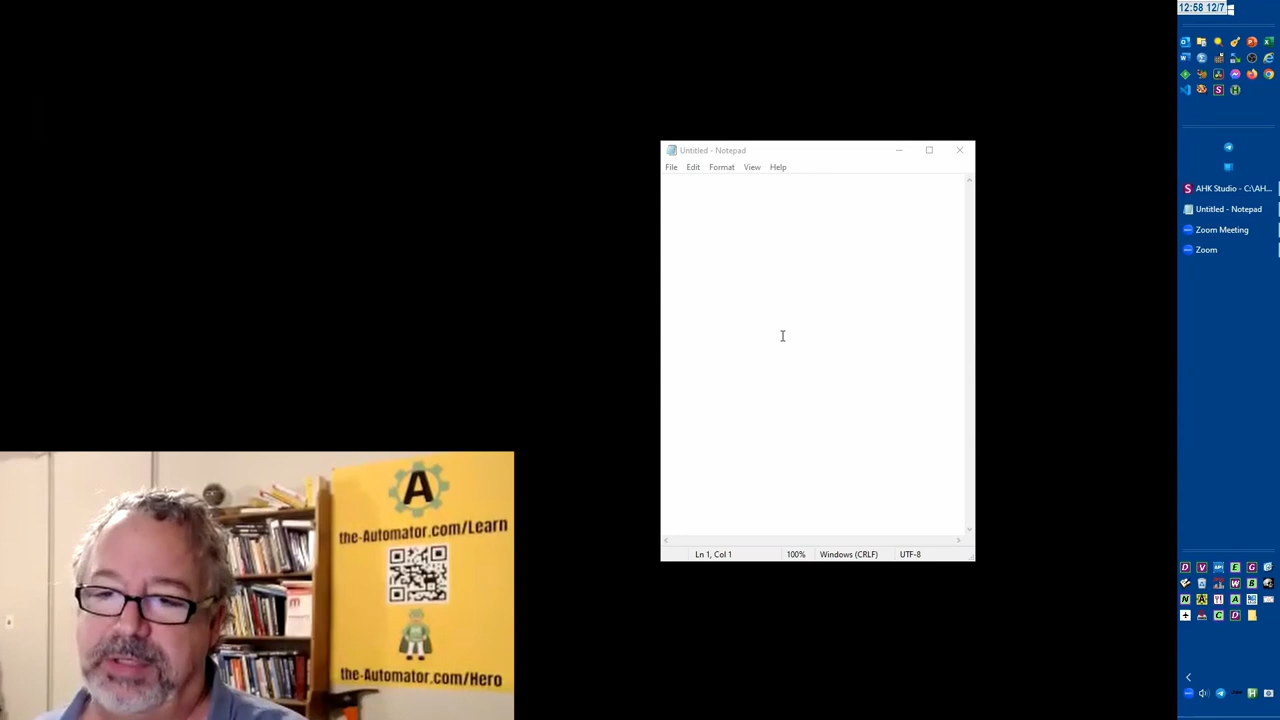 12:58 12/7
Untitled - Notepad
File Edit Format View Help
AHK Studio - C:\AH...
Untitled - Notepad
Zoom Meeting
Zoom
A
the-Automator.com/Learn
the-Automator.com/Hero
Ln 1, Col 1 100% Windows (CRLF) UTF-8